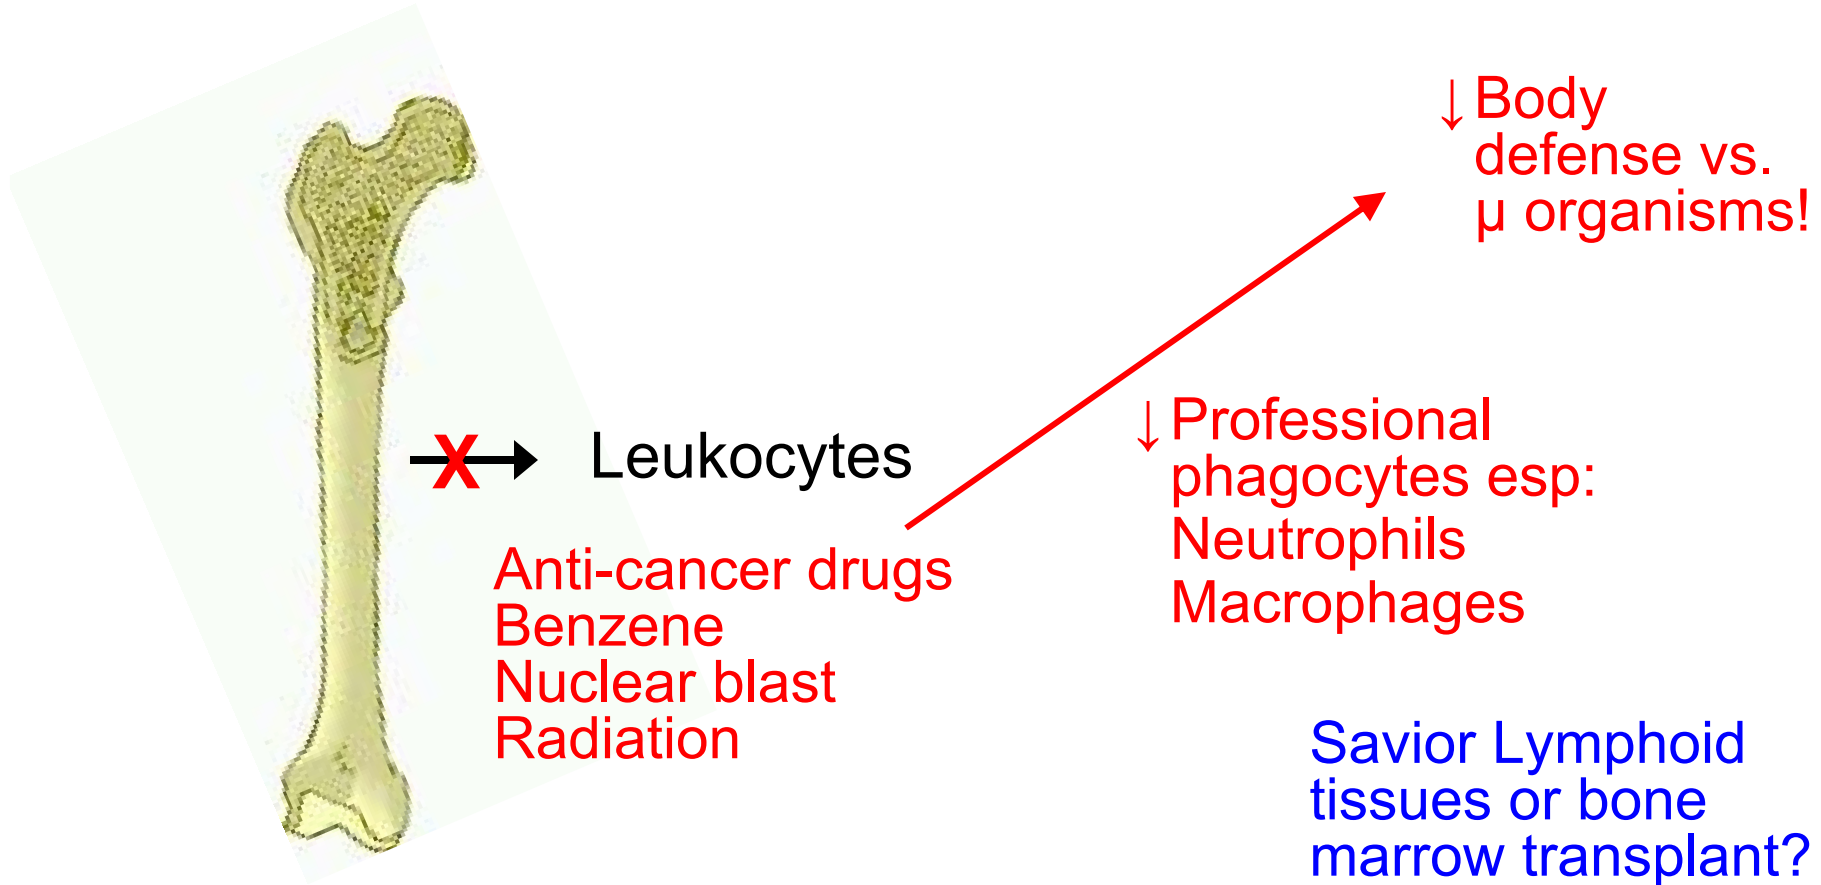 ↓ Body
defense vs.
µ organisms!
X
Leukocytes
Anti-cancer drugs
Benzene
Nuclear blast
Radiation
↓ Professional
phagocytes esp:
Neutrophils
Macrophages
Savior Lymphoid
tissues or bone
marrow transplant?